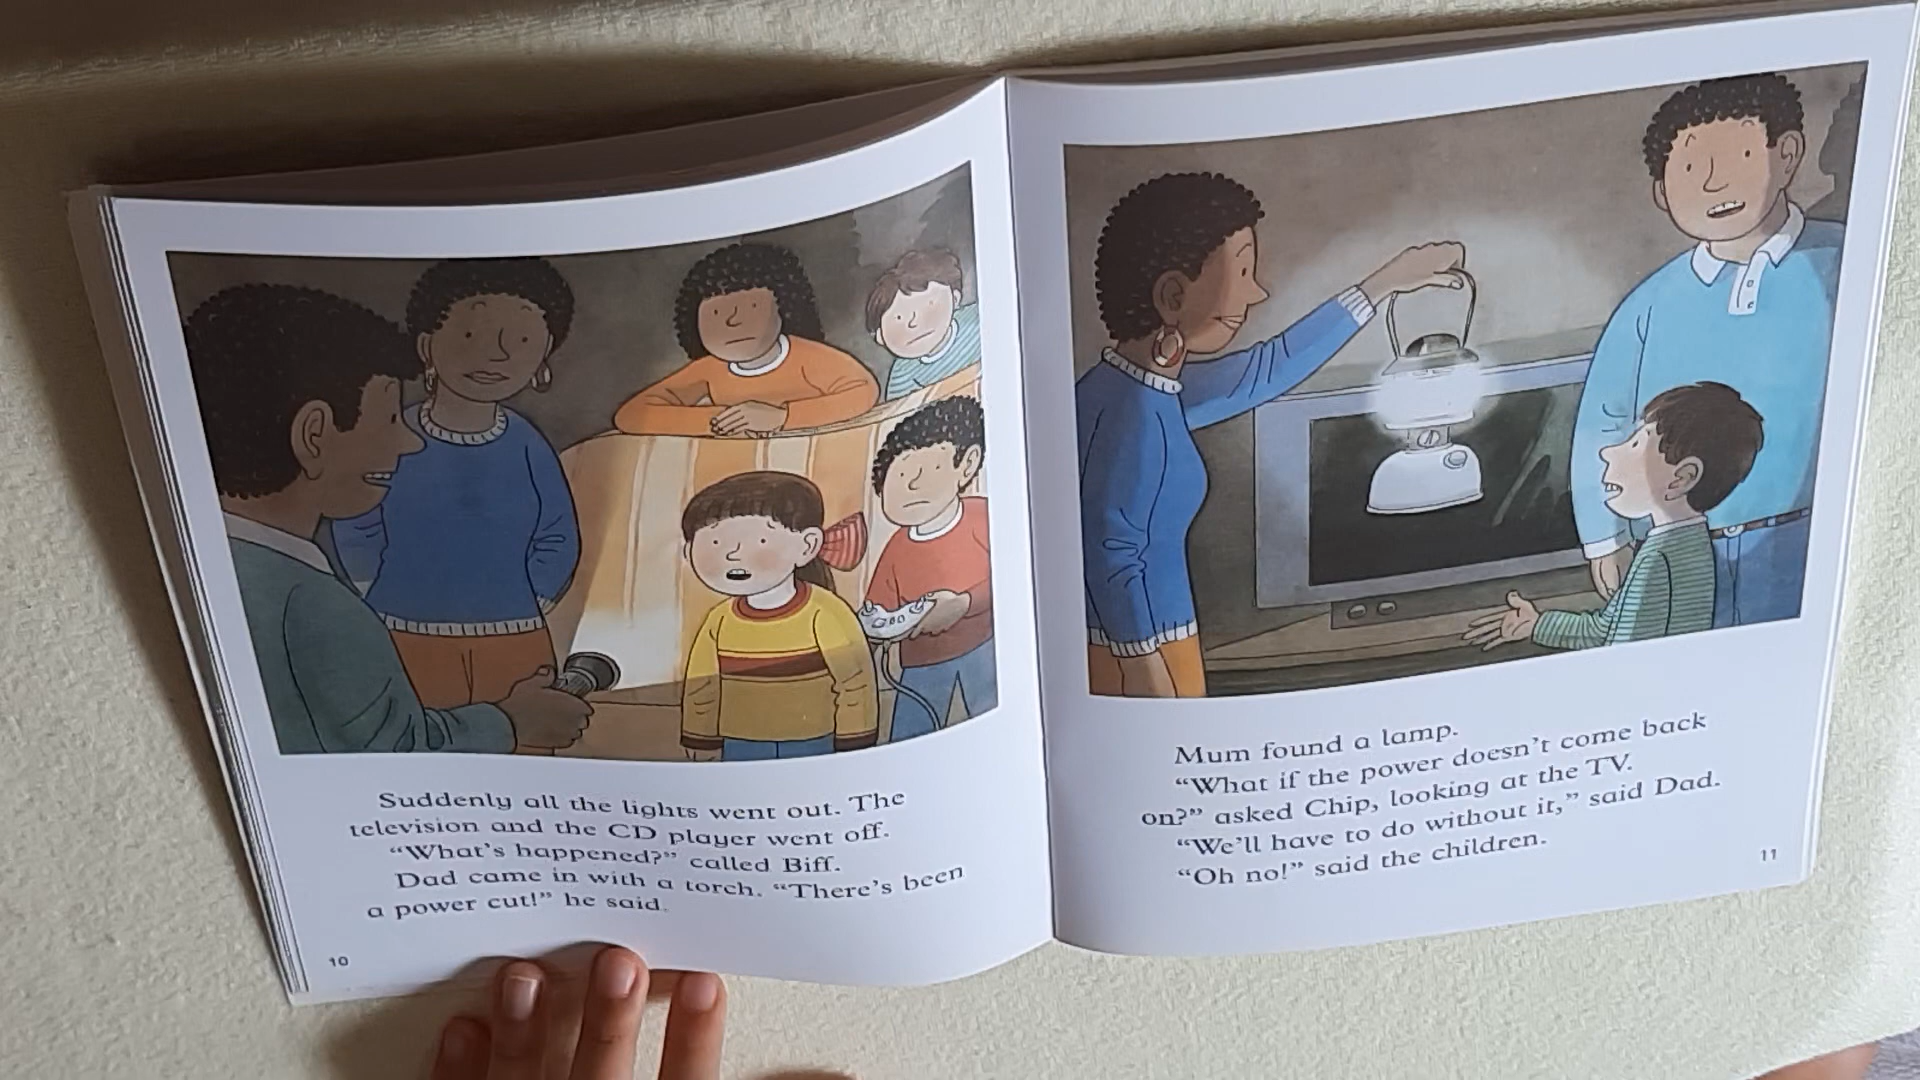 Suddenly all the lights went out. The
television and the CD player went off.
“What’s happened?” called Biff.
Dad came in with a torch. “There’s been
a power cut!” he said.
10
Mum found a lamp.
“What if the power doesn’t come back
on?” asked Chip, looking at the TV.
“We’ll have to do without it,” said Dad.
“Oh no!” said the children.
11